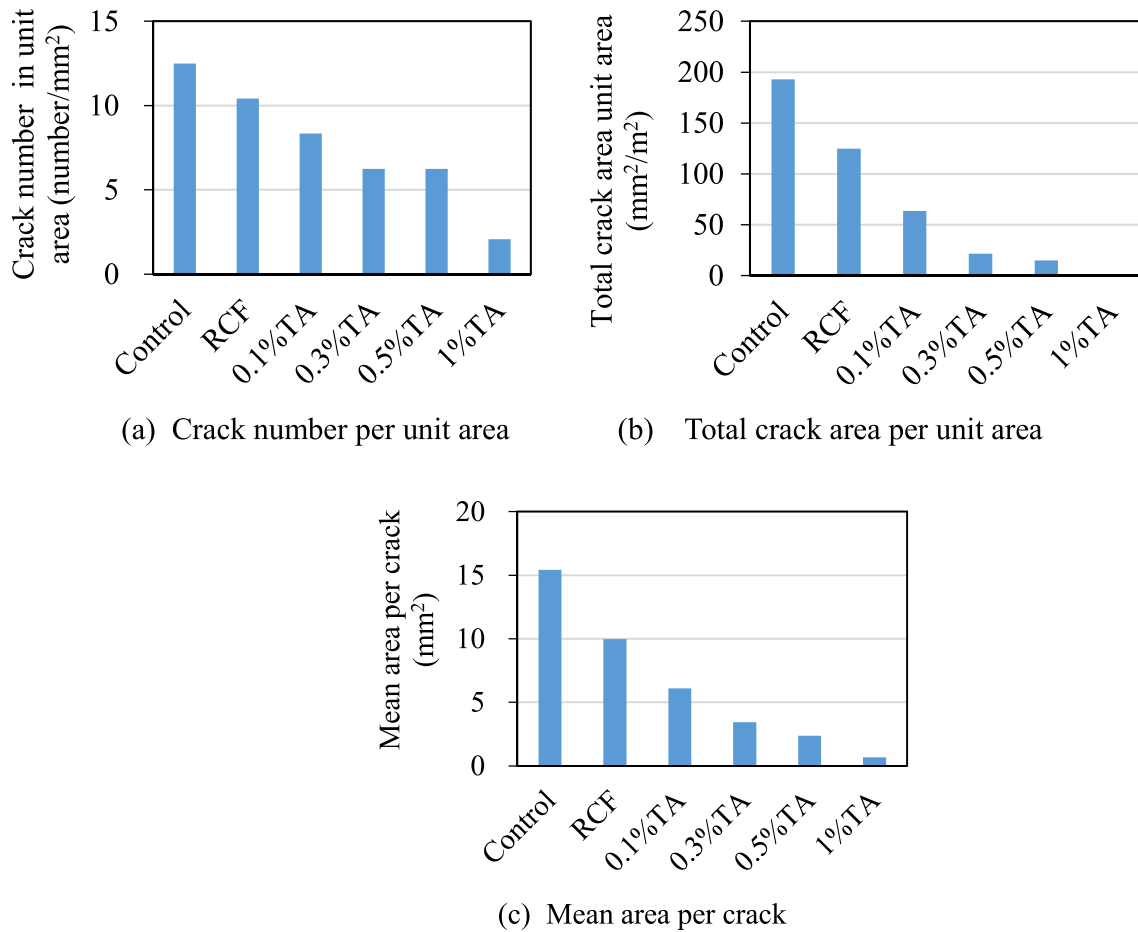 Crack number  in unit
area (number/mm²)
15
10
5
0
Control
RCF
0.1%TA
0.3%TA
0.5%TA
1%TA
(a)  Crack number per unit area
Total crack area unit area
(mm²/m²)
250
200
150
100
50
0
Control
RCF
0.1%TA
0.3%TA
0.5%TA
1%TA
(b)    Total crack area per unit area
Mean area per crack
(mm²)
20
15
10
5
0
Control
RCF
0.1%TA
0.3%TA
0.5%TA
1%TA
(c)  Mean area per crack